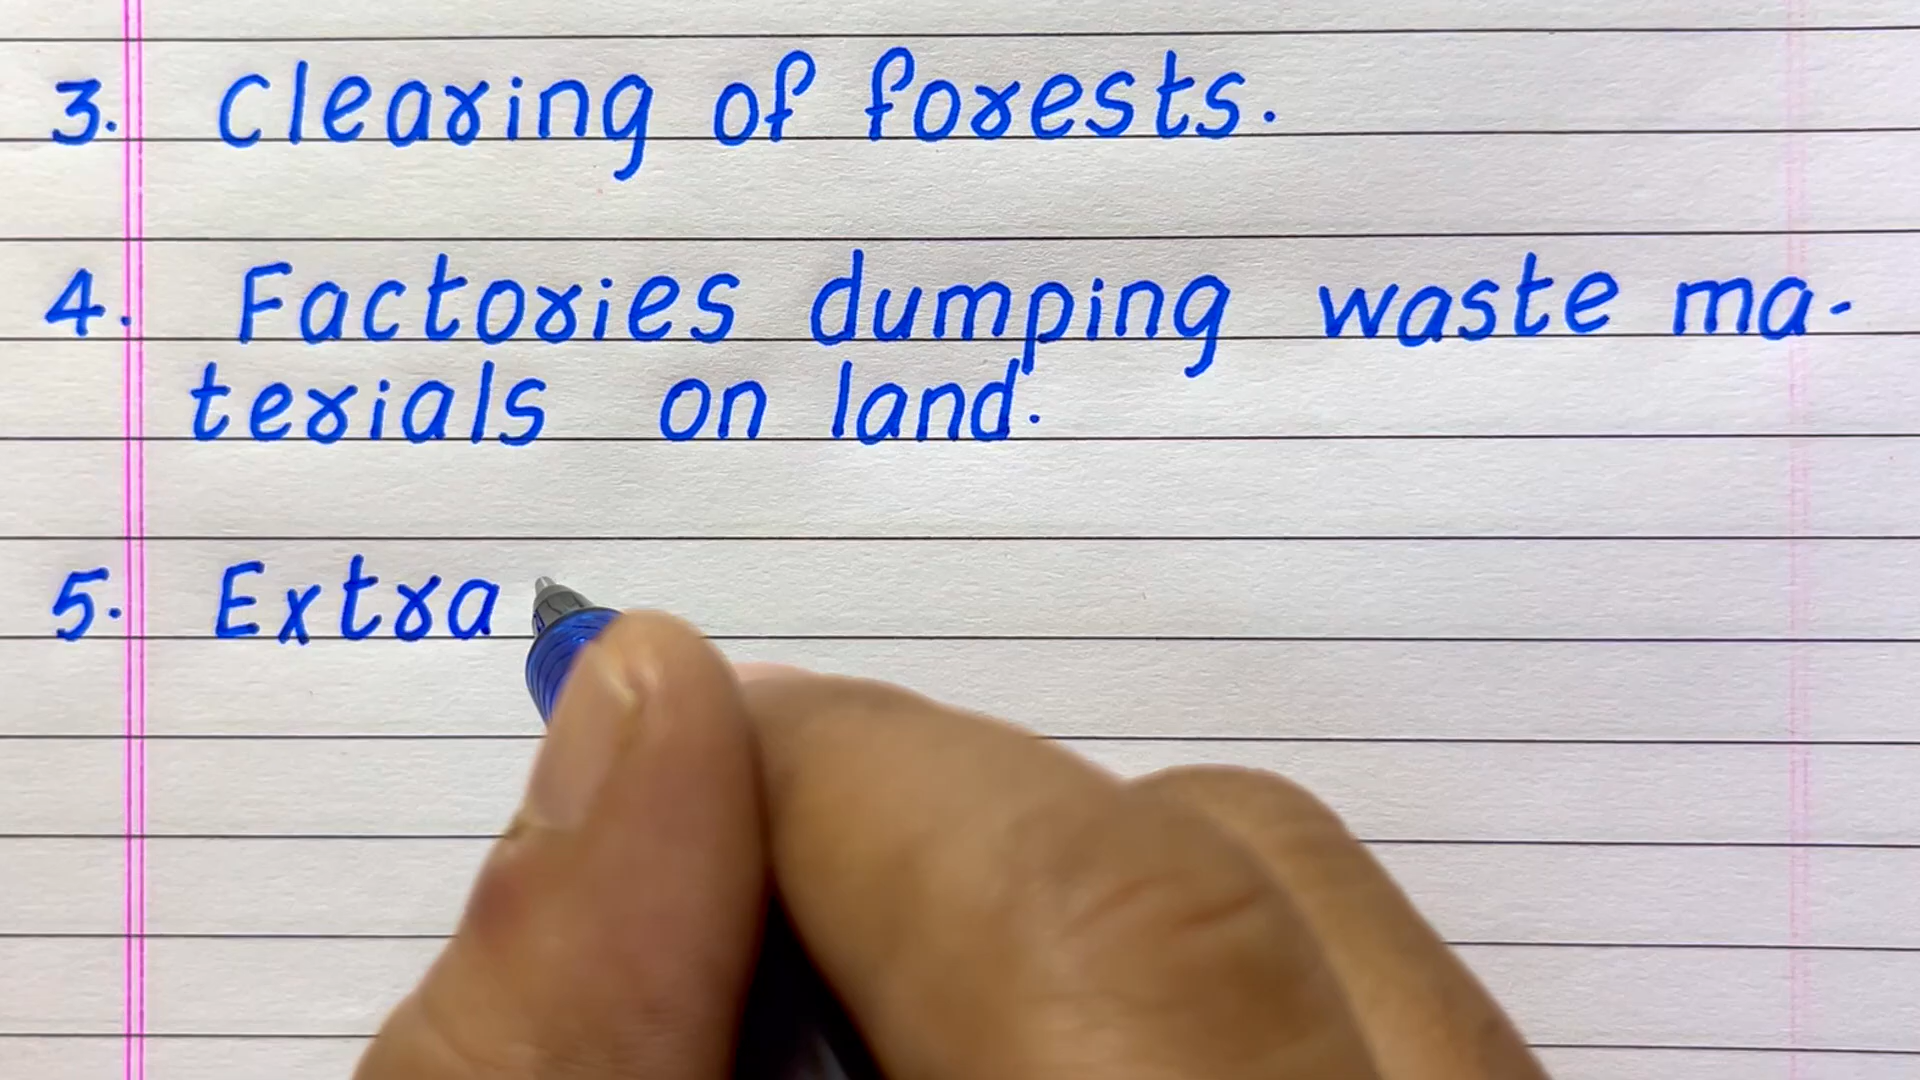 3. Clearing of forests.
4. Factories dumping waste ma-
terials on land.
5. Extra